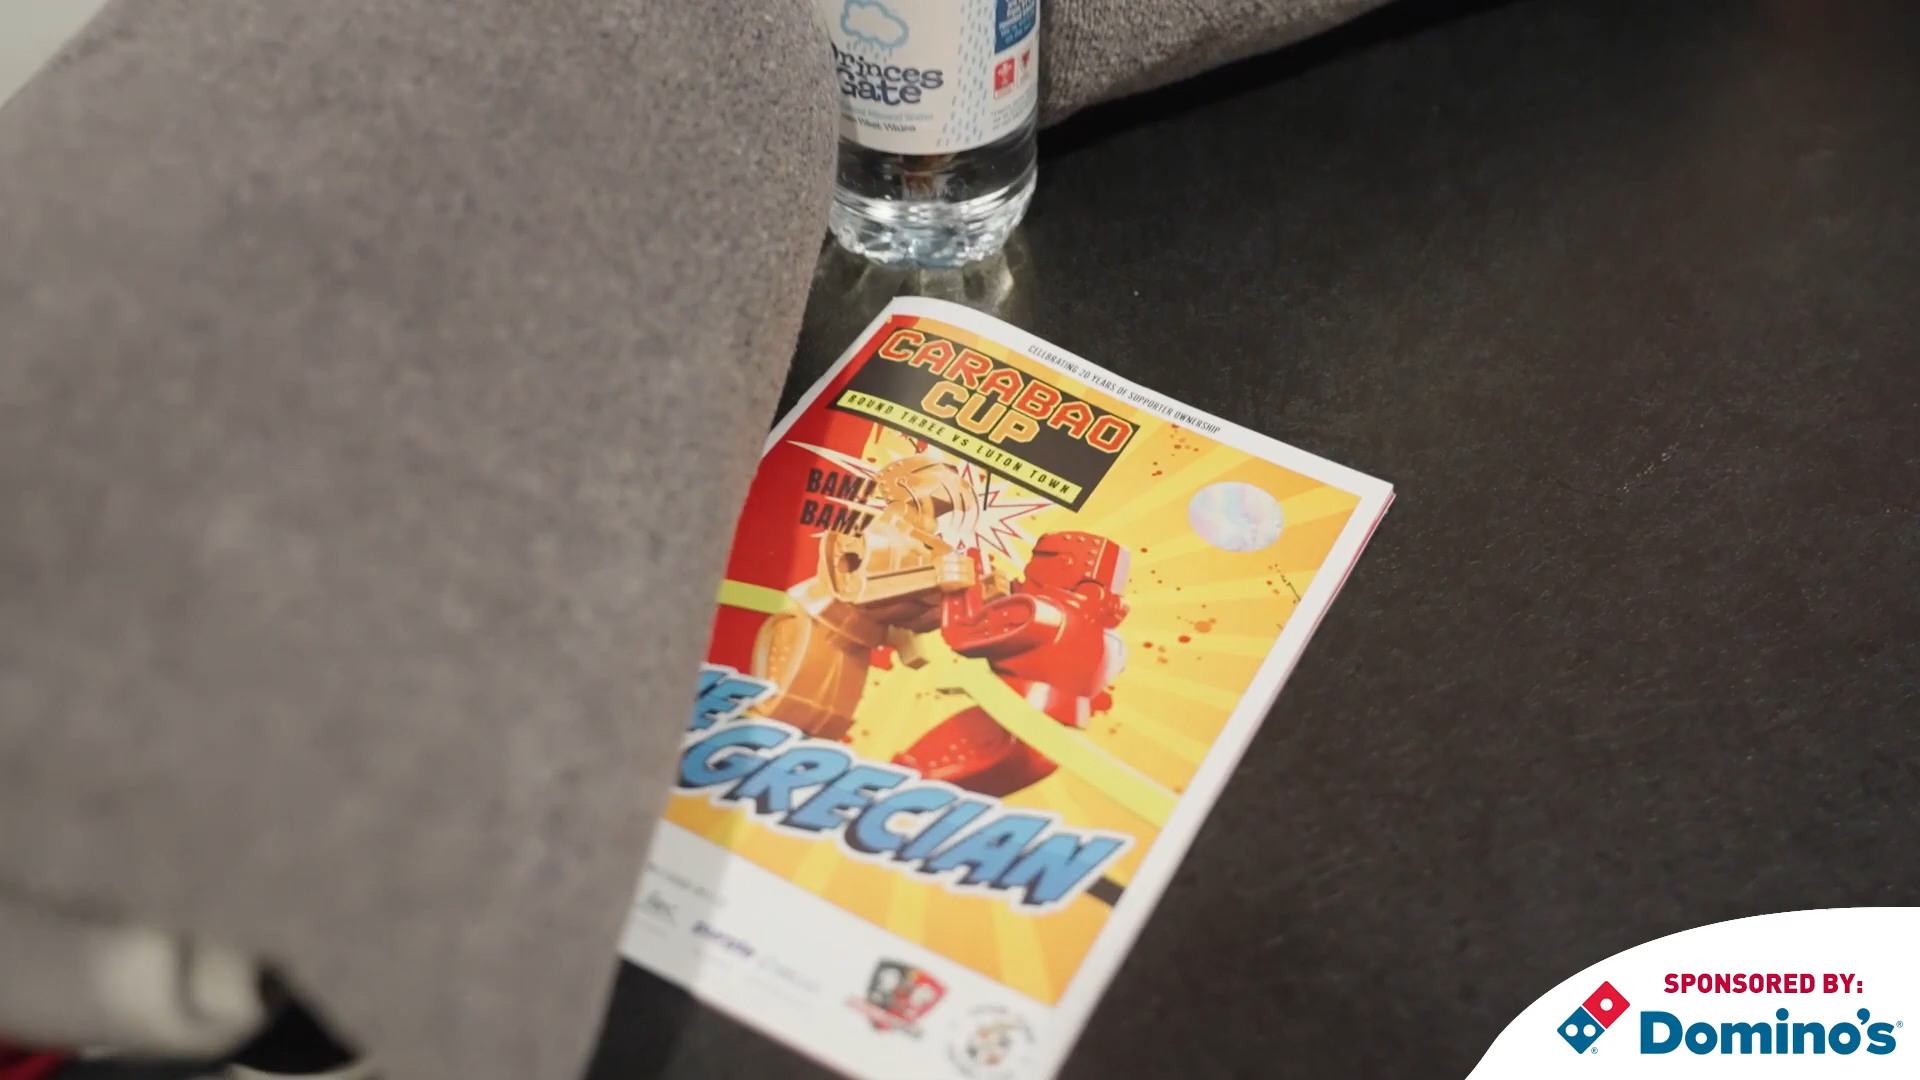 Princes
Gate
CELEBRATING 20 YEARS OF SUPPORTER OWNERSHIP
CARABAO
CUP
ROUND THREE VS LUTON TOWN
BAM!
BAM!
GRECIAN
SPONSORED BY:
Domino's